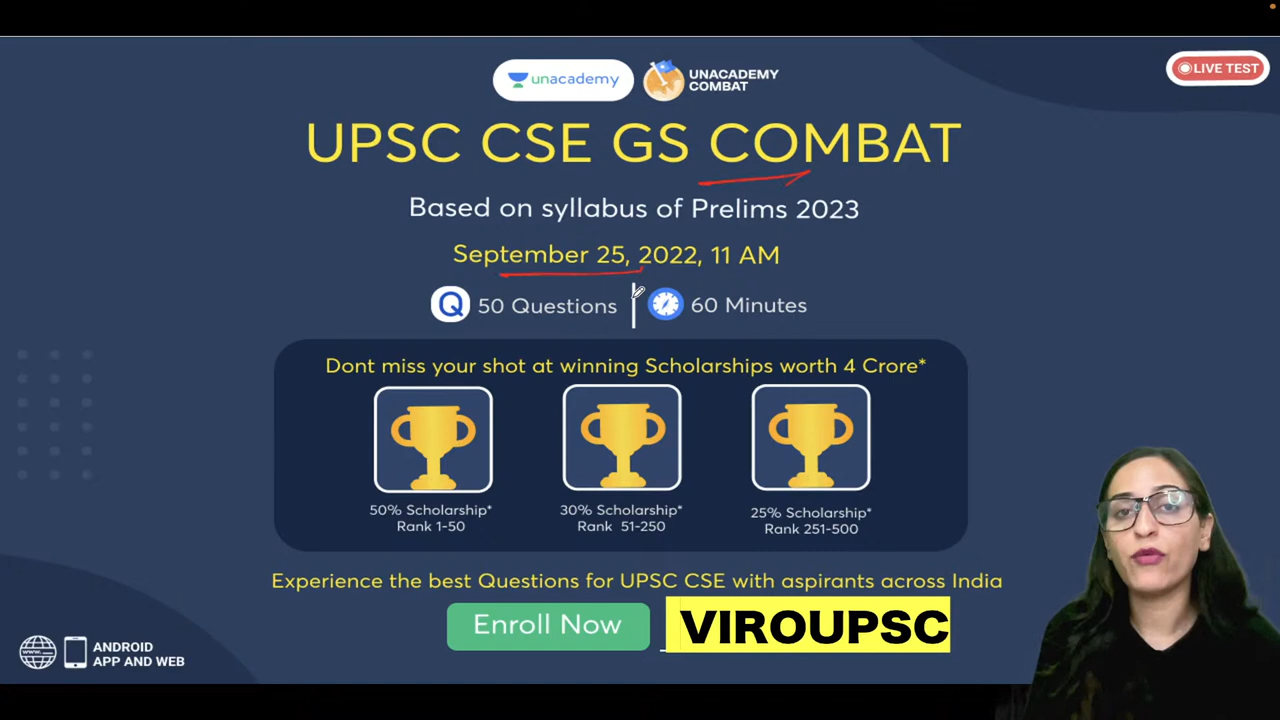 unacademy
UNACADEMY
COMBAT
LIVE TEST
UPSC CSE GS COMBAT
Based on syllabus of Prelims 2023
September 25, 2022, 11 AM
Q 50 Questions
60 Minutes
Dont miss your shot at winning Scholarships worth 4 Crore*
50% Scholarship*
Rank 1-50
30% Scholarship*
Rank 51-250
25% Scholarship*
Rank 251-500
Experience the best Questions for UPSC CSE with aspirants across India
Enroll Now
VIROUPSC
www.
ANDROID
APP AND WEB